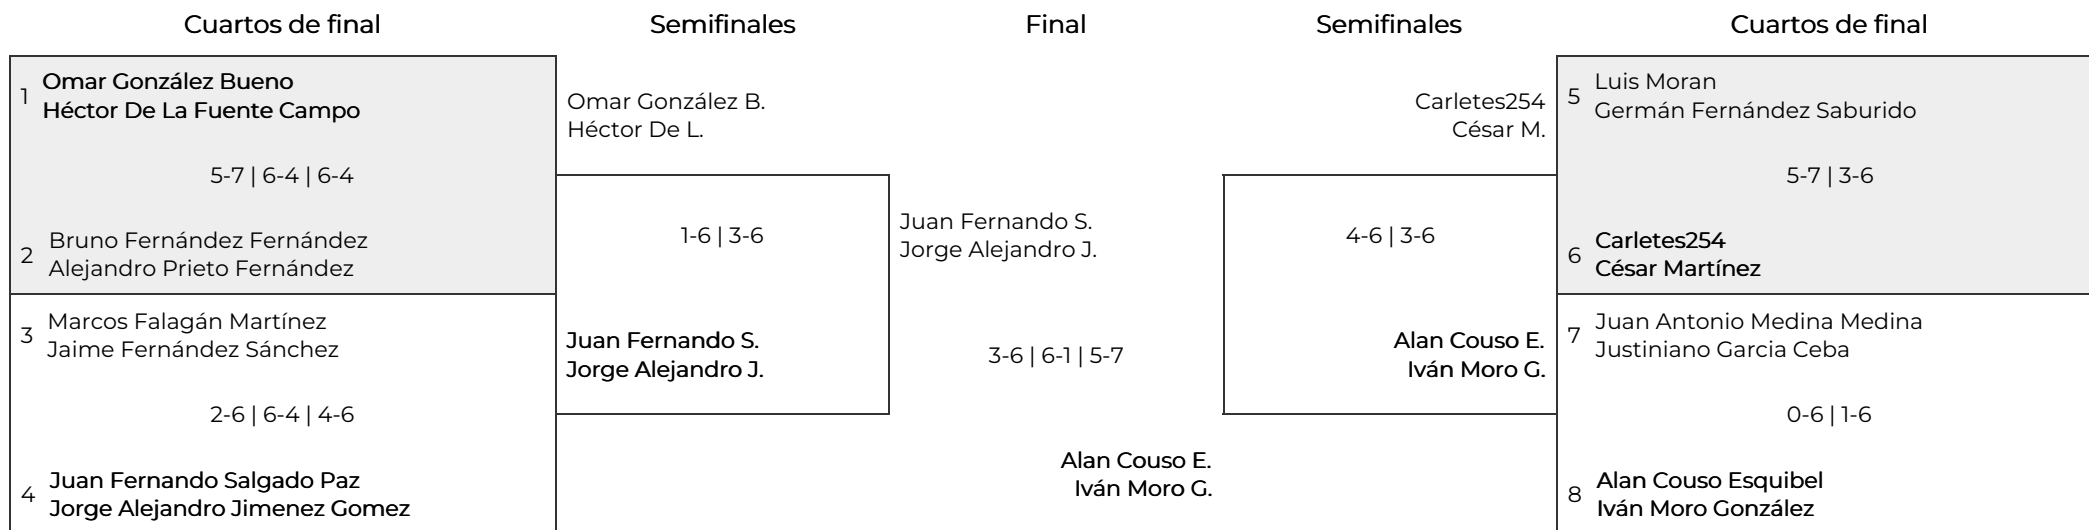 Cuartos de final
Semifinales
Final
Semifinales
Cuartos de final
1
Omar González Bueno
Héctor De La Fuente Campo
5-7 | 6-4 | 6-4
2
Bruno Fernández Fernández
Alejandro Prieto Fernández
3
Marcos Falagán Martínez
Jaime Fernández Sánchez
2-6 | 6-4 | 4-6
4
Juan Fernando Salgado Paz
Jorge Alejandro Jimenez Gomez
Omar González B.
Héctor De L.
1-6 | 3-6
Juan Fernando S.
Jorge Alejandro J.
Juan Fernando S.
Jorge Alejandro J.
3-6 | 6-1 | 5-7
Alan Couso E.
Iván Moro G.
Carletes254
César M.
4-6 | 3-6
Alan Couso E.
Iván Moro G.
5
Luis Moran
Germán Fernández Saburido
5-7 | 3-6
6
Carletes254
César Martínez
7
Juan Antonio Medina Medina
Justiniano Garcia Ceba
0-6 | 1-6
8
Alan Couso Esquibel
Iván Moro González